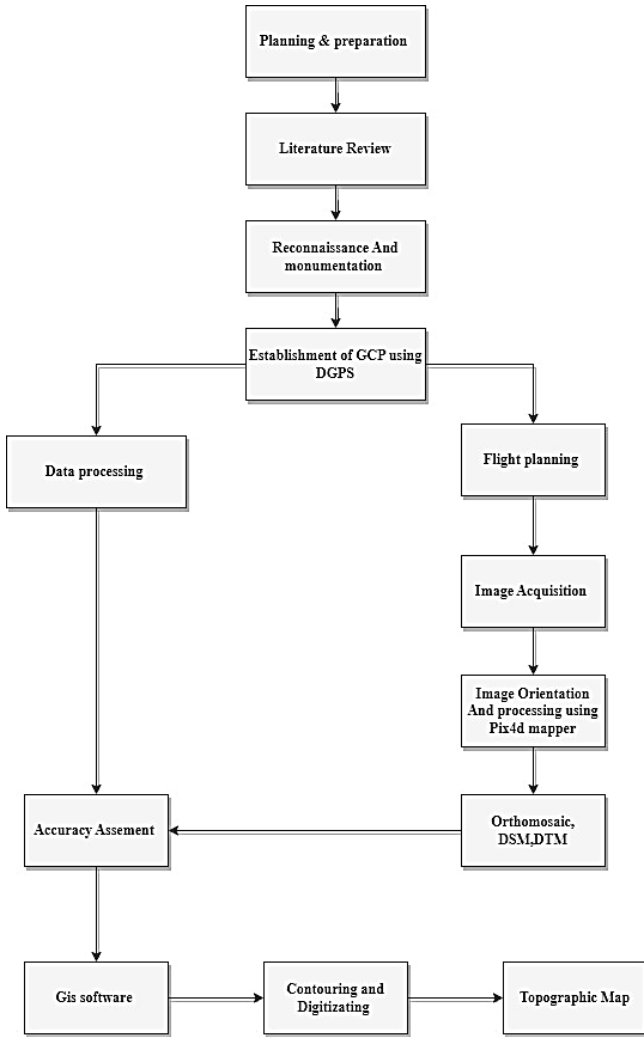 Planning & preparation
Literature Review
Reconnaissance And
monumentation
Establishment of GCP using
DGPS
Data processing
Flight planning
Image Acquisition
Image Orientation
And processing using
Pix4d mapper
Accuracy Assement
Orthomosaic,
DSM,DTM
Gis software
Contouring and
Digitizating
Topographic Map